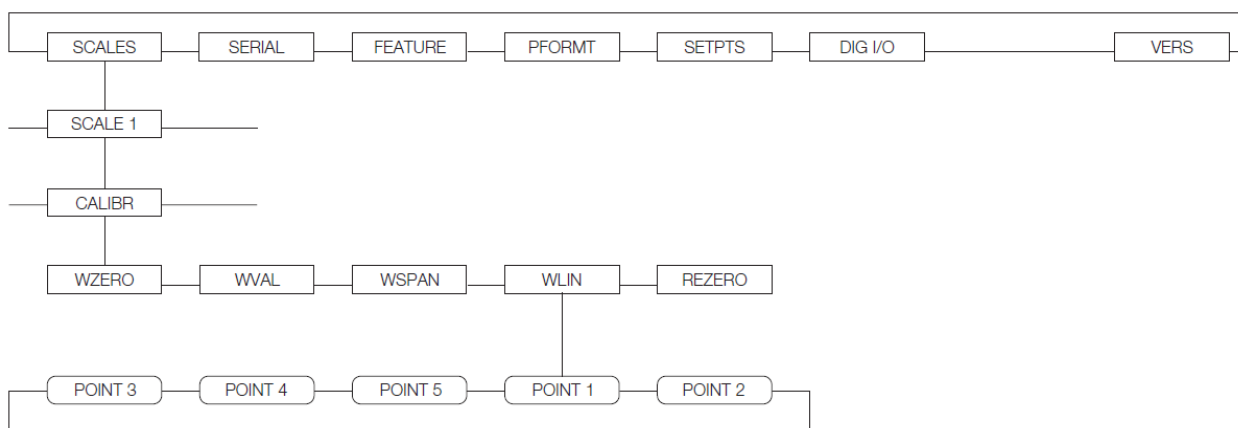 SCALES SERIAL FEATURE PFORMT SETPTS DIG I/O VERS
SCALE 1
CALIBR
WZERO WVAL WSPAN WLIN REZERO
POINT 3 POINT 4 POINT 5 POINT 1 POINT 2